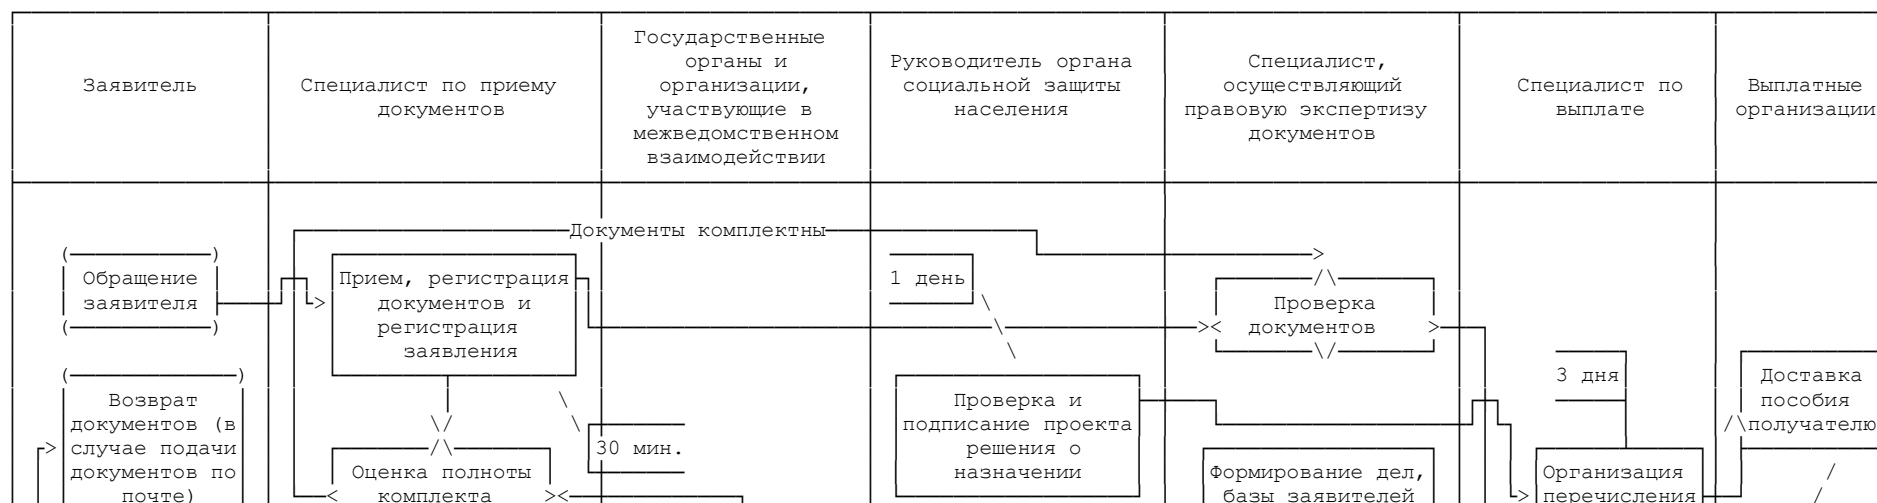 Заявитель
Специалист по приему
документов
Государственные
органы и
организации,
участвующие в
межведомственном
взаимодействии
Руководитель органа
социальной защиты
населения
Специалист,
осуществляющий
правовую экспертизу
документов
Специалист по
выплате
Выплатные
организации
Документы комплектны
Обращение
заявителя
Прием, регистрация
документов и
регистрация
заявления
1 день
Проверка
документов
3 дня
Доставка
пособия
получателю
Возврат
документов (в
случае подачи
документов по
почте)
30 мин.
Проверка и
подписание проекта
решения о
назначении
Оценка полноты
комплекта
Формирование дел,
базы заявителей
Организация
перечисления